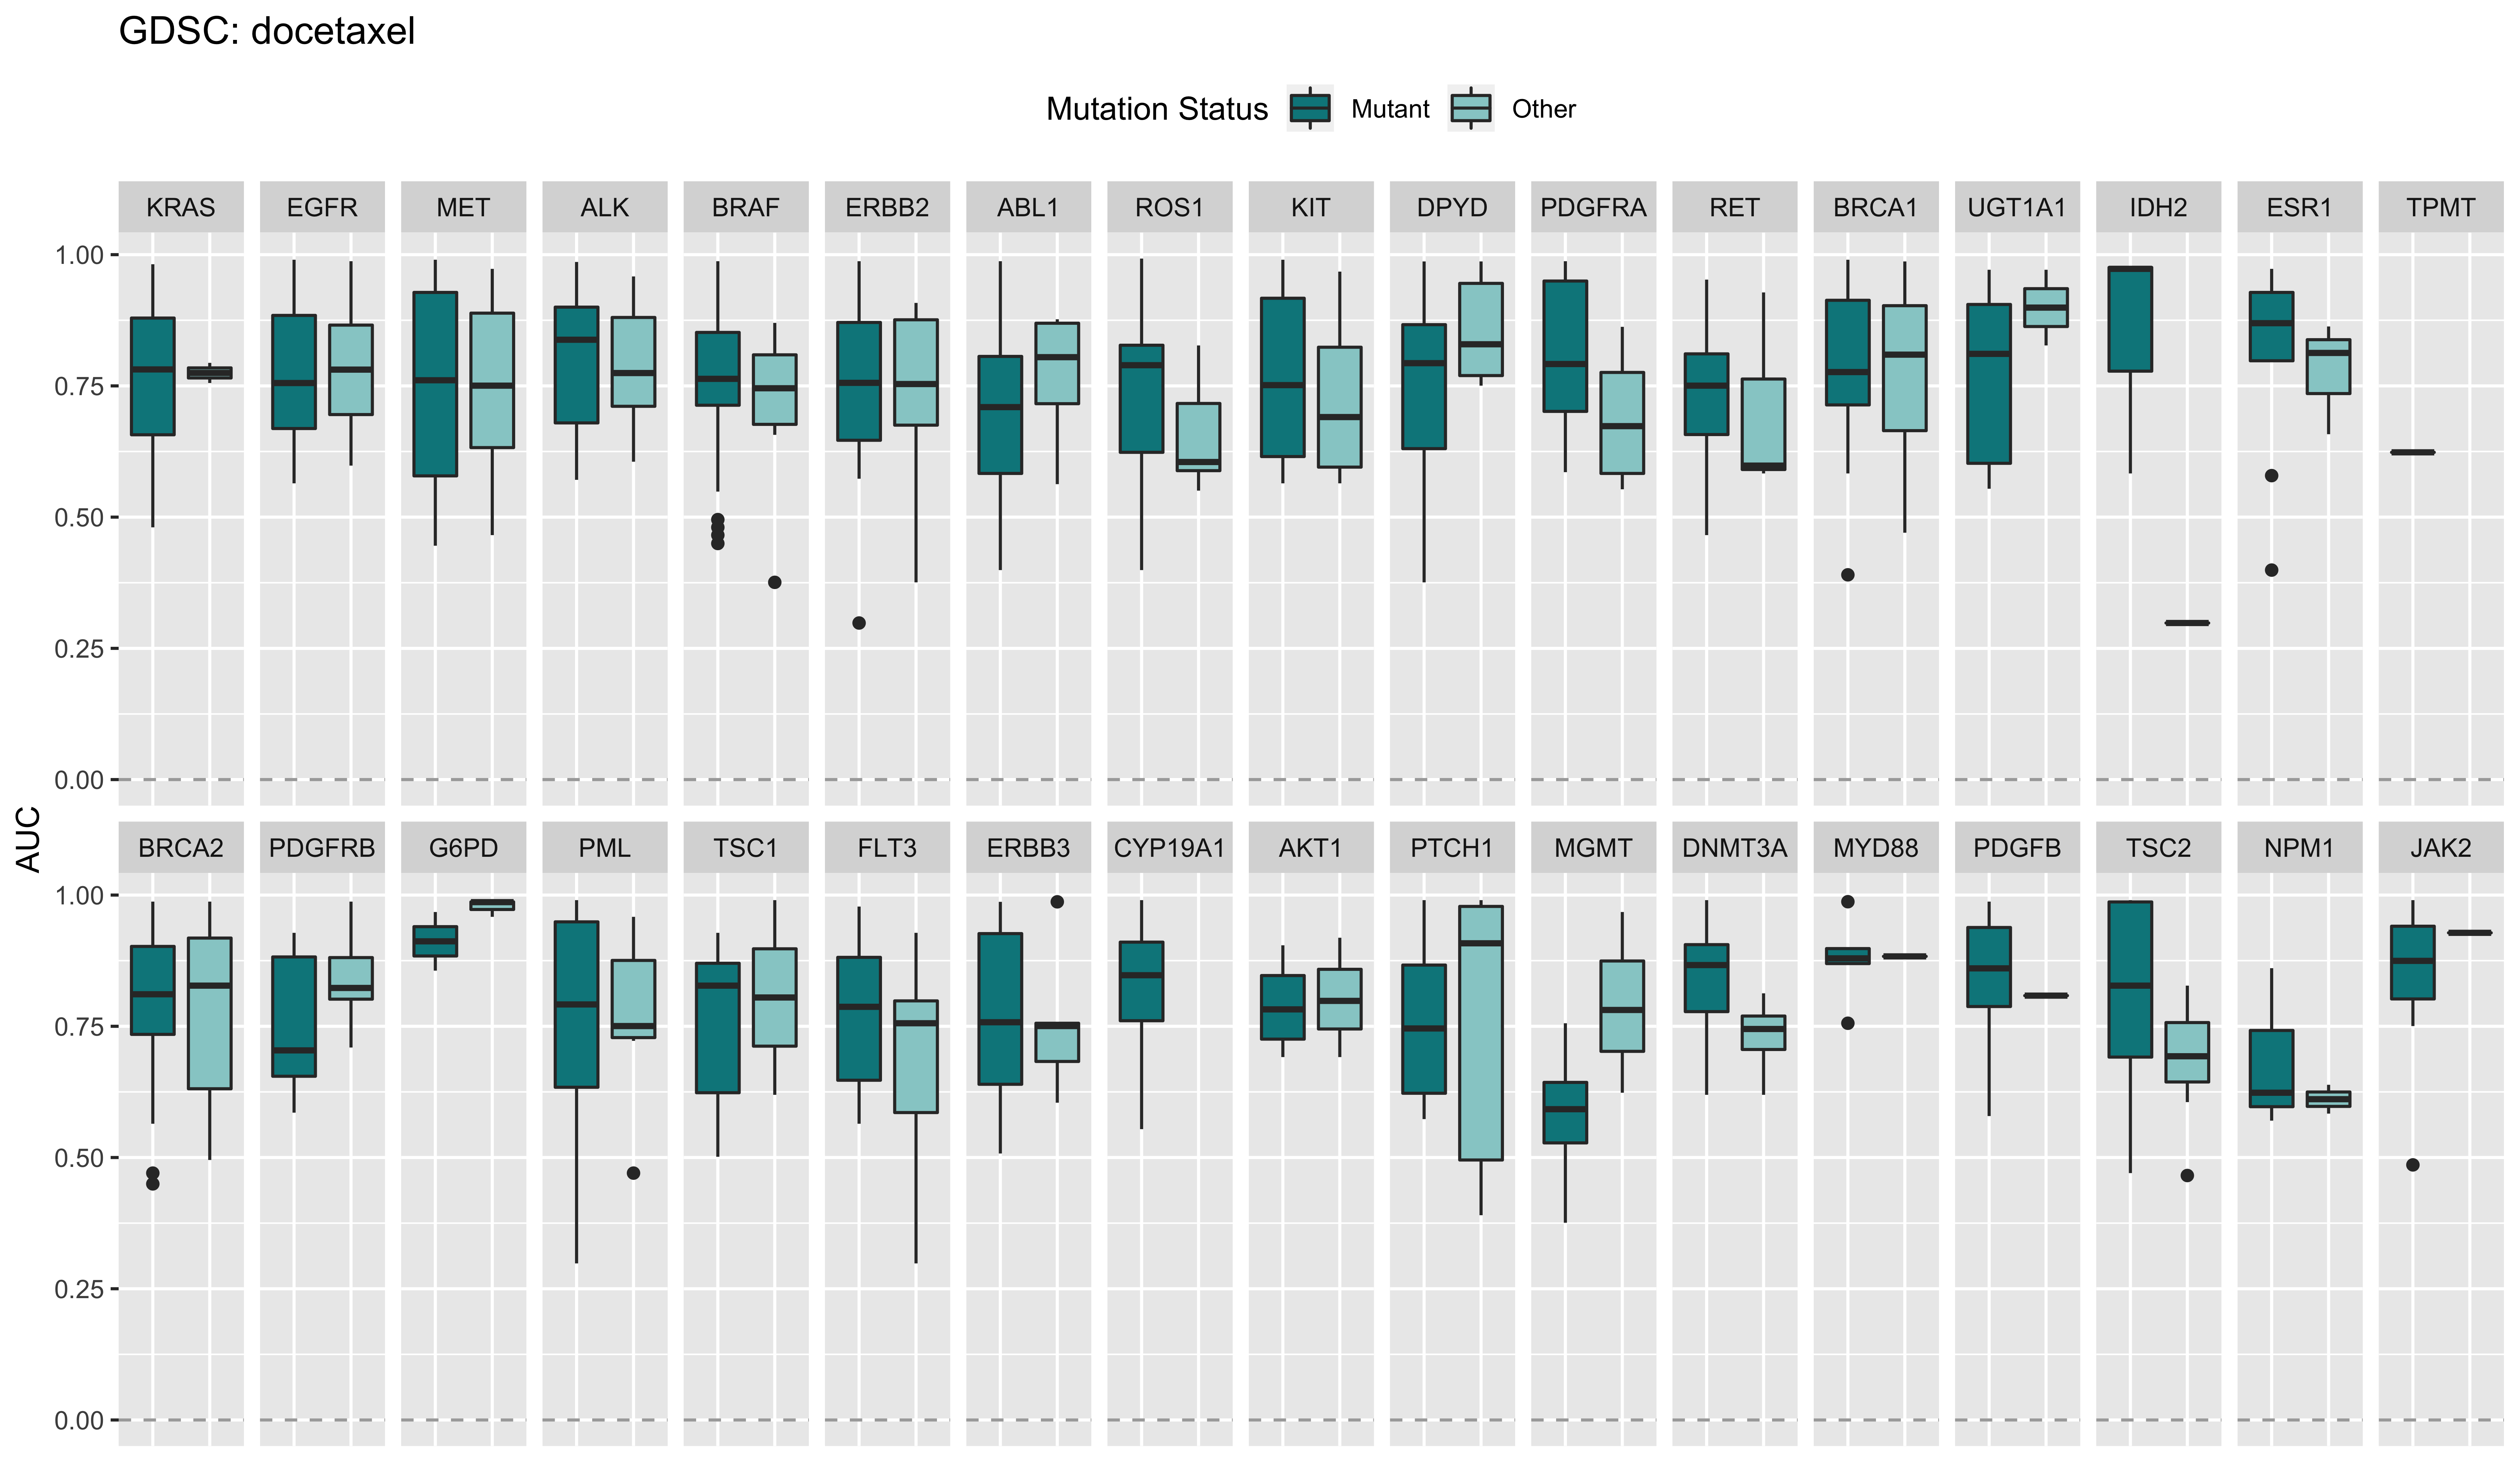 GDSC: docetaxel
Mutation Status Mutant Other
KRAS EGFR MET ALK BRAF ERBB2 ABL1 ROS1 KIT DPYD PDGFRA RET BRCA1 UGT1A1 IDH2 ESR1 TPMT
1.00
0.75
0.50
0.25
0.00
AUC
BRCA2 PDGFRB G6PD PML TSC1 FLT3 ERBB3 CYP19A1 AKT1 PTCH1 MGMT DNMT3A MYD88 PDGFB TSC2 NPM1 JAK2
1.00
0.75
0.50
0.25
0.00